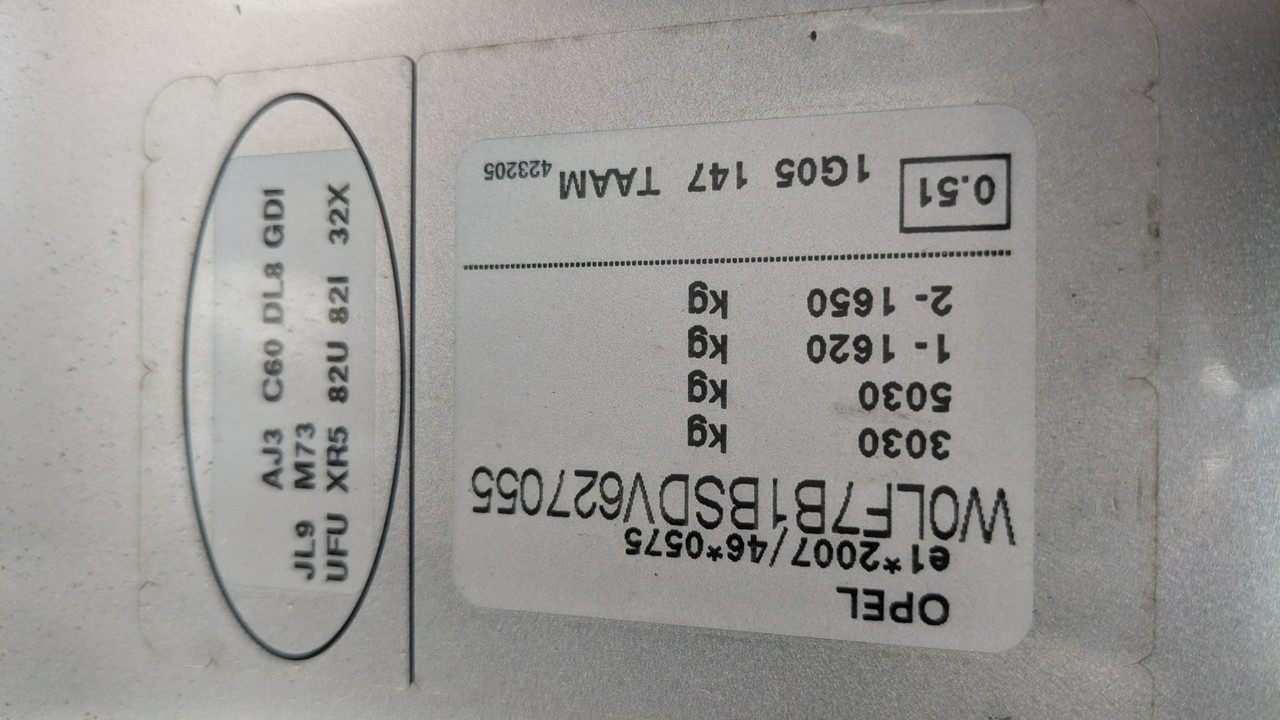 OPEL
e1*2007/46*0575
W0LF7B1BSDV627055
3030 kg
5030 kg
1- 1620 kg
2- 1650 kg
0.51 1G05 147 TAAM 423205
AJ3 C60 DL8 GDI
JL9 M73
UFU XR5 82U 82I 32X